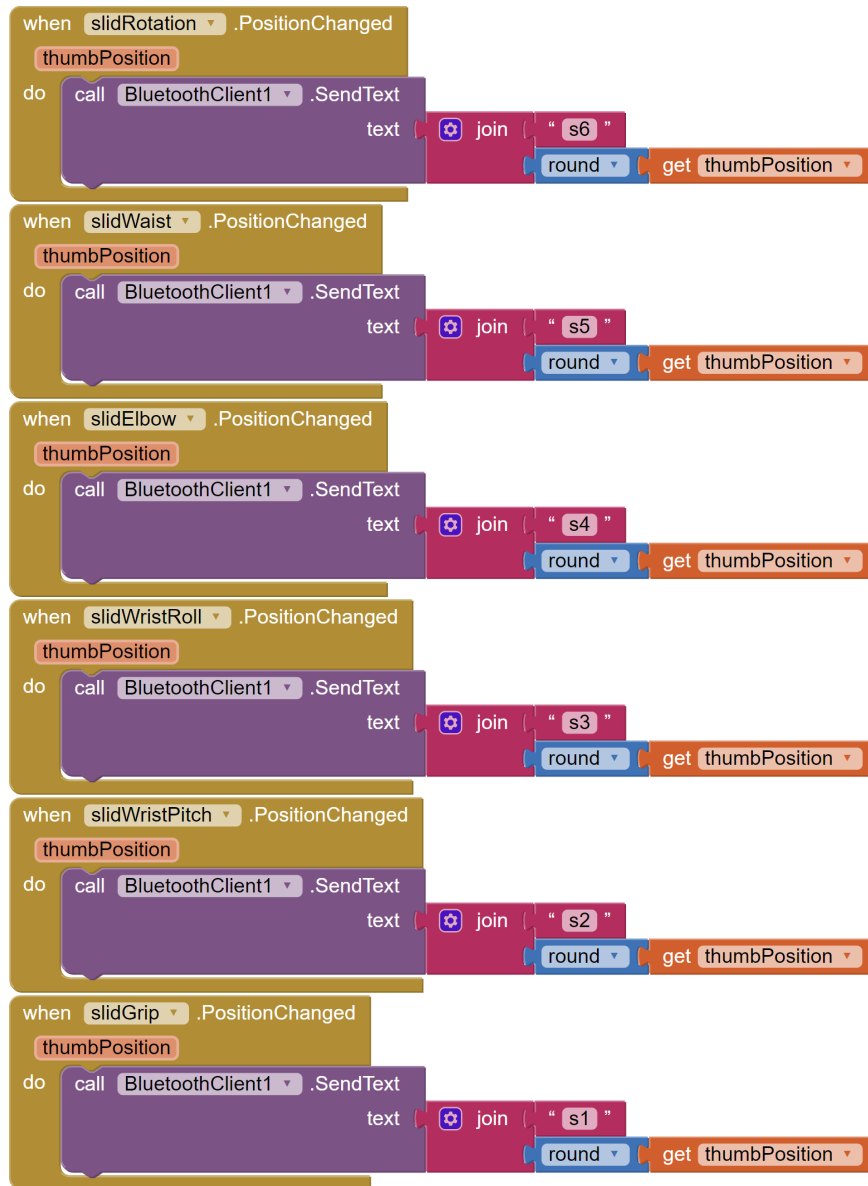 when slidRotation .PositionChanged
thumbPosition
do call BluetoothClient1 .SendText
text join “ s6 ”
round get thumbPosition
when slidWaist .PositionChanged
thumbPosition
do call BluetoothClient1 .SendText
text join “ s5 ”
round get thumbPosition
when slidElbow .PositionChanged
thumbPosition
do call BluetoothClient1 .SendText
text join “ s4 ”
round get thumbPosition
when slidWristRoll .PositionChanged
thumbPosition
do call BluetoothClient1 .SendText
text join “ s3 ”
round get thumbPosition
when slidWristPitch .PositionChanged
thumbPosition
do call BluetoothClient1 .SendText
text join “ s2 ”
round get thumbPosition
when slidGrip .PositionChanged
thumbPosition
do call BluetoothClient1 .SendText
text join “ s1 ”
round get thumbPosition